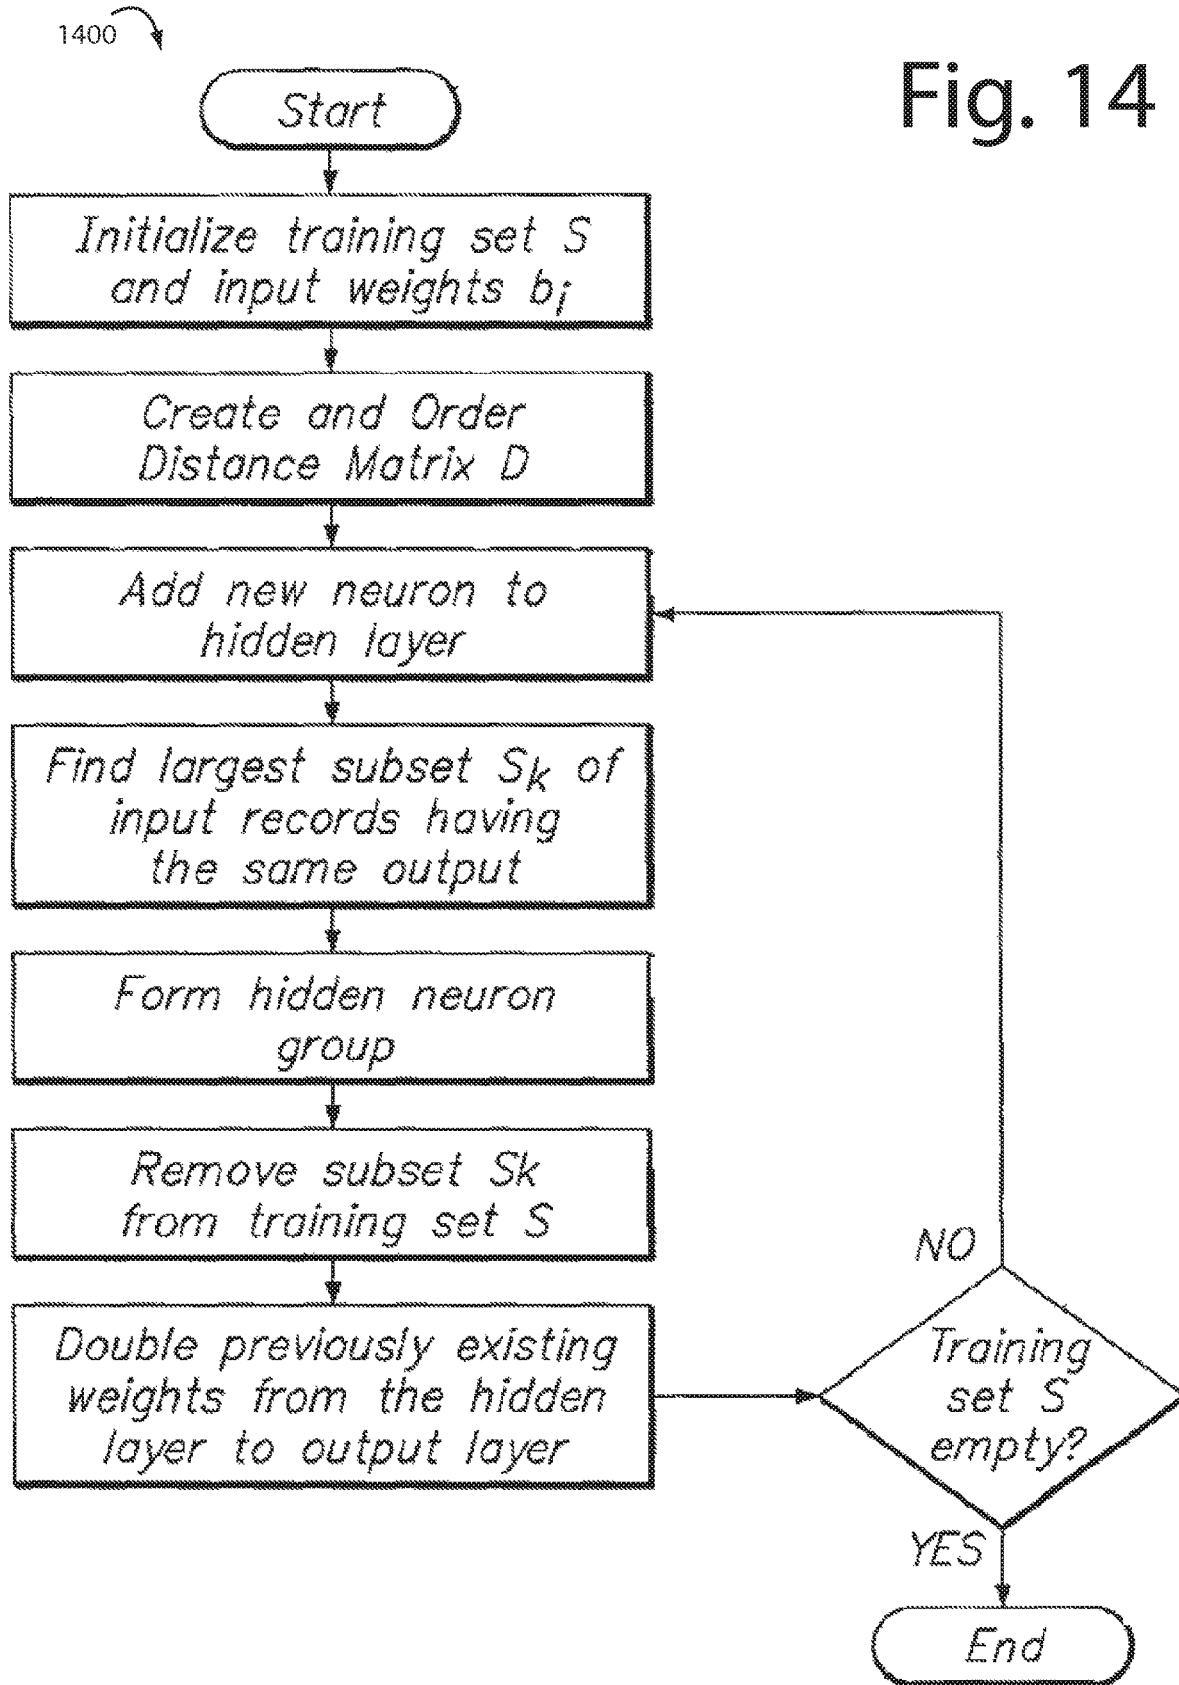 1400
Fig. 14
Start
Initialize training set S
and input weights bi
Create and Order
Distance Matrix D
Add new neuron to
hidden layer
Find largest subset Sk of
input records having
the same output
Form hidden neuron
group
Remove subset Sk
from training set S
Double previously existing
weights from the hidden
layer to output layer
NO
Training
set S
empty?
YES
End